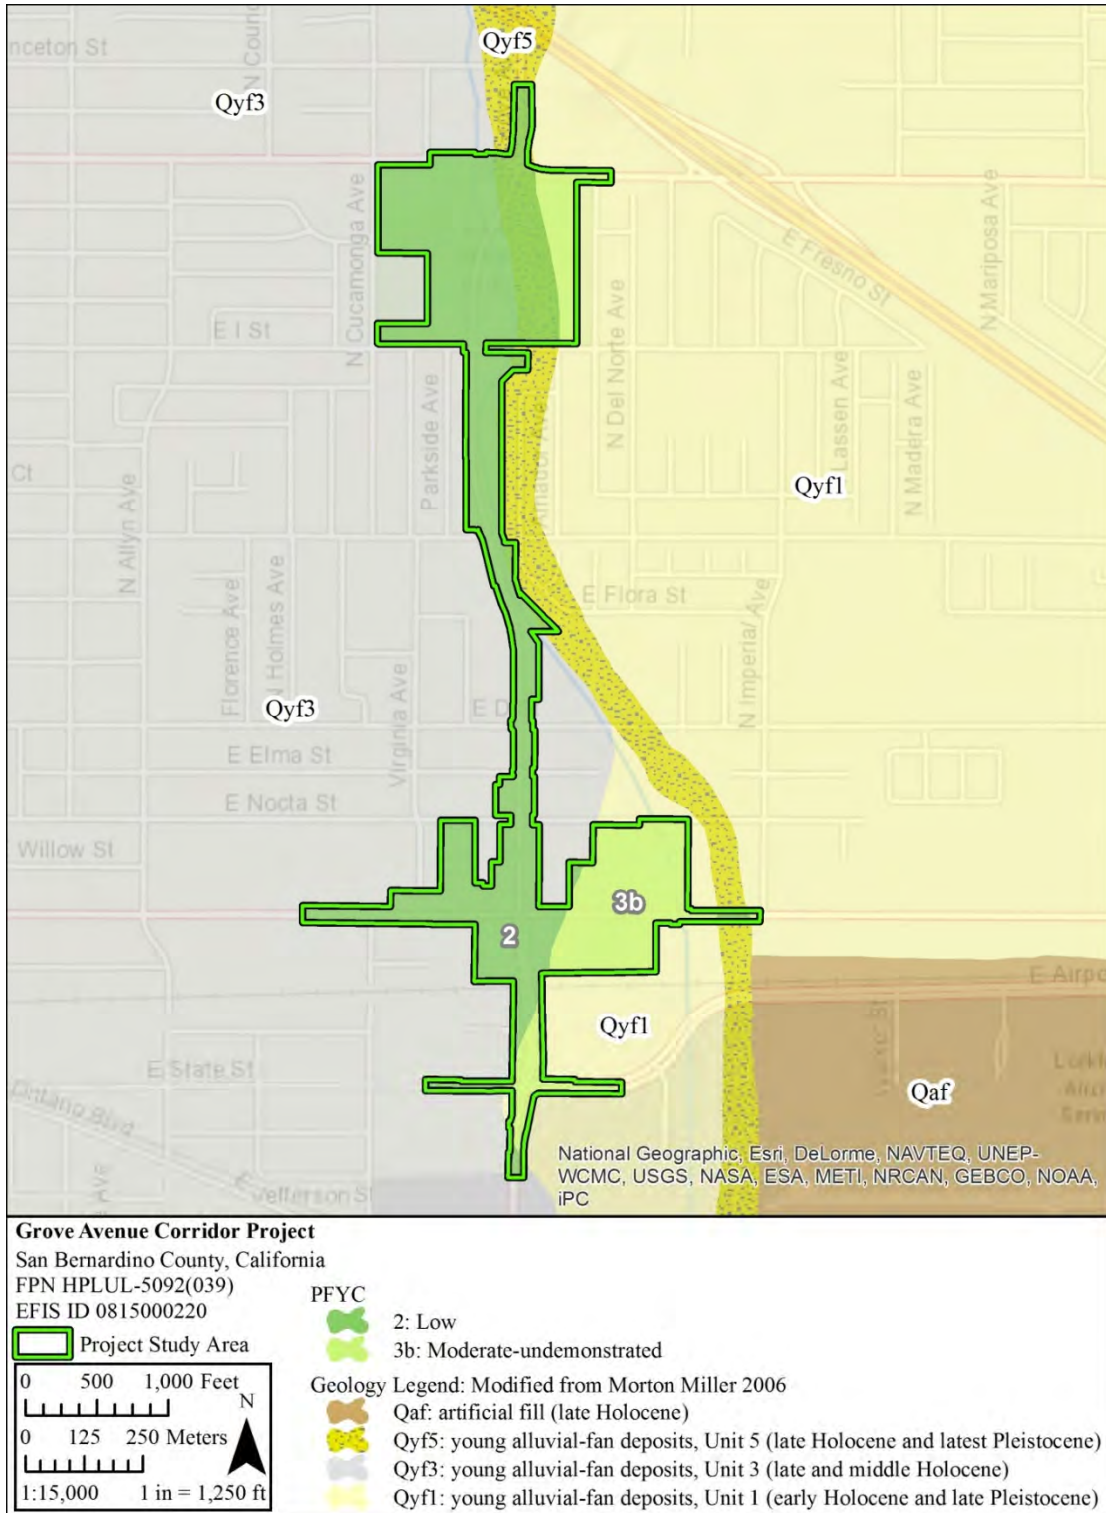 Qyf5
nceton St
N Coun
Qyf3
N Cucamonga Ave
E Fresno St
N Mariposa Ave
E I St
N Del Norte Ave
Parkside Ave
Lassen Ave
N Madera Ave
Ct
Amador Ave
Qyf1
N Allyn Ave
E Flora St
N Holmes Ave
Florence Ave
N Imperial Ave
Qyf3
Virginia Ave
E D
E Elma St
E Nocta St
Willow St
3b
2
E Airpo
Qyf1
E State St
Qaf
Ontario Blvd
Ave
E Jefferson St
National Geographic, Esri, DeLorme, NAVTEQ, UNEP-
WCMC, USGS, NASA, ESA, METI, NRCAN, GEBCO, NOAA,
iPC
Grove Avenue Corridor Project
San Bernardino County, California
FPN HPLUL-5092(039)
EFIS ID 0815000220
Project Study Area
0 500 1,000 Feet
N
0 125 250 Meters
1:15,000 1 in = 1,250 ft
PFYC
2: Low
3b: Moderate-undemonstrated
Geology Legend: Modified from Morton Miller 2006
Qaf: artificial fill (late Holocene)
Qyf5: young alluvial-fan deposits, Unit 5 (late Holocene and latest Pleistocene)
Qyf3: young alluvial-fan deposits, Unit 3 (late and middle Holocene)
Qyf1: young alluvial-fan deposits, Unit 1 (early Holocene and late Pleistocene)